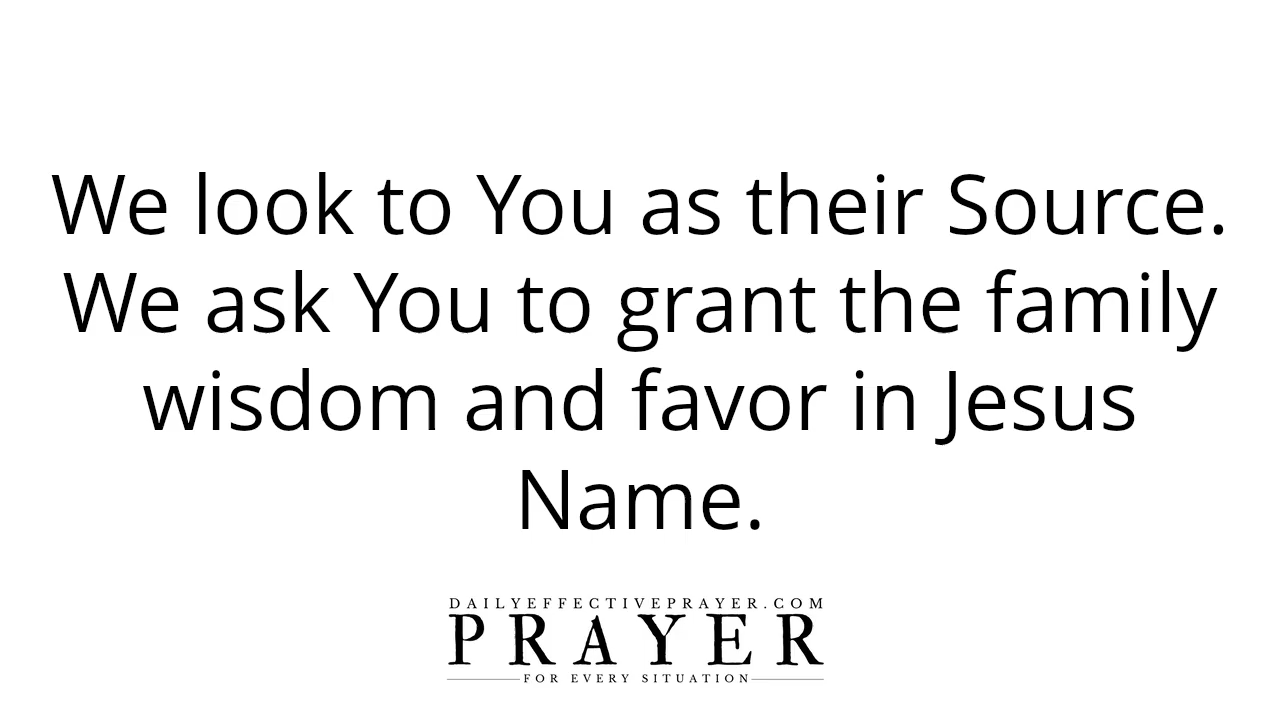 We look to You as their Source.
We ask You to grant the family
wisdom and favor in Jesus
Name.
DAILYEFFECTIVEPRAYER.COM
PRAYER
FOR EVERY SITUATION